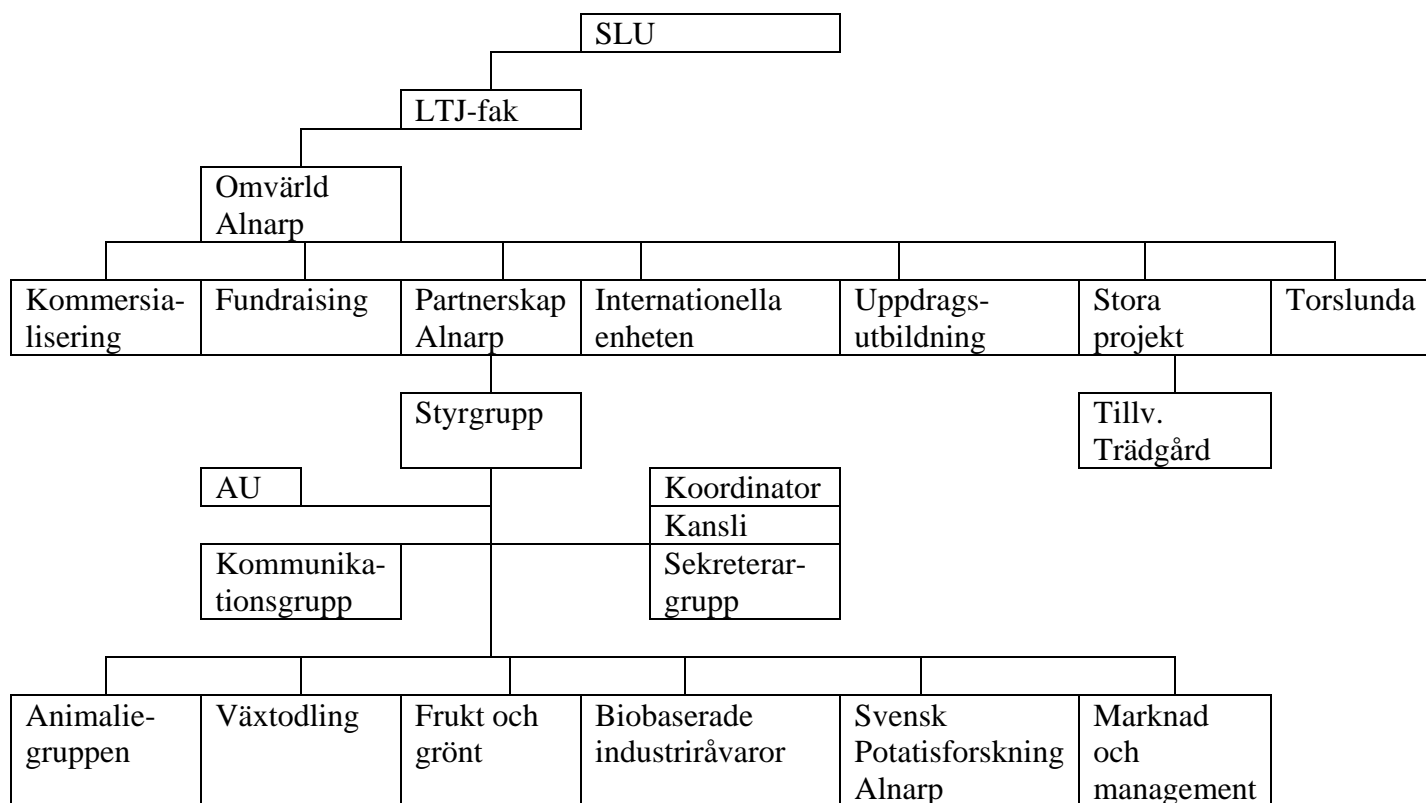 SLU
LTJ-fak
Omvärld
Alnarp
Kommersia-
lisering
Fundraising
Partnerskap
Alnarp
Internationella
enheten
Uppdrags-
utbildning
Stora
projekt
Torslunda
Styrgrupp
Tillv.
Trädgård
AU
Koordinator
Kansli
Kommunika-
tionsgrupp
Sekreterar-
grupp
Animalie-
gruppen
Växtodling
Frukt och
grönt
Biobaserade
industriråvaror
Svensk
Potatisforskning
Alnarp
Marknad
och
management